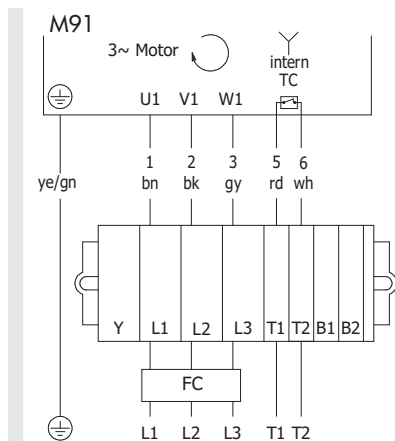 M91
3~ Motor
intern
TC
U1 V1 W1
1 2 3 5 6
ye/gn bn bk gy rd wh
Y L1 L2 L3 T1 T2 B1 B2
FC
L1 L2 L3 T1 T2